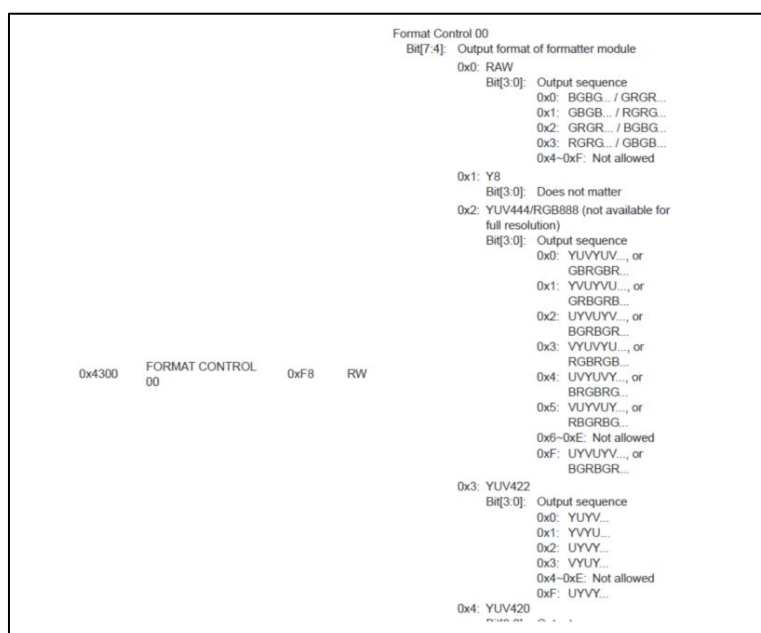 Format Control 00
Bit[7:4]: Output format of formatter module
0x0: RAW
Bit[3:0]: Output sequence
0x0: BGBG... / GRGR...
0x1: GBGB... / RGRG...
0x2: GRGR... / BGBG...
0x3: RGRG... / GBGB...
0x4~0xF: Not allowed
0x1: Y8
Bit[3:0]: Does not matter
0x2: YUV444/RGB888 (not available for
full resolution)
Bit[3:0]: Output sequence
0x0: YUVYUV..., or
GBRGBR...
0x1: YVUYVU..., or
GRBGRB...
0x2: UYVUYV..., or
BGRBGR...
0x3: VYUVYU..., or
RGBRGB...
0x4: UVYUVY..., or
BRGBRG...
0x5: VUYVUY..., or
RBGRBG...
0x6~0xE: Not allowed
0xF: UYVUYV..., or
BGRBGR...
0x4300 FORMAT CONTROL 00 0xF8 RW
0x3: YUV422
Bit[3:0]: Output sequence
0x0: YUYV...
0x1: YVYU...
0x2: UYVY...
0x3: VYUY...
0x4~0xE: Not allowed
0xF: UYVY...
0x4: YUV420